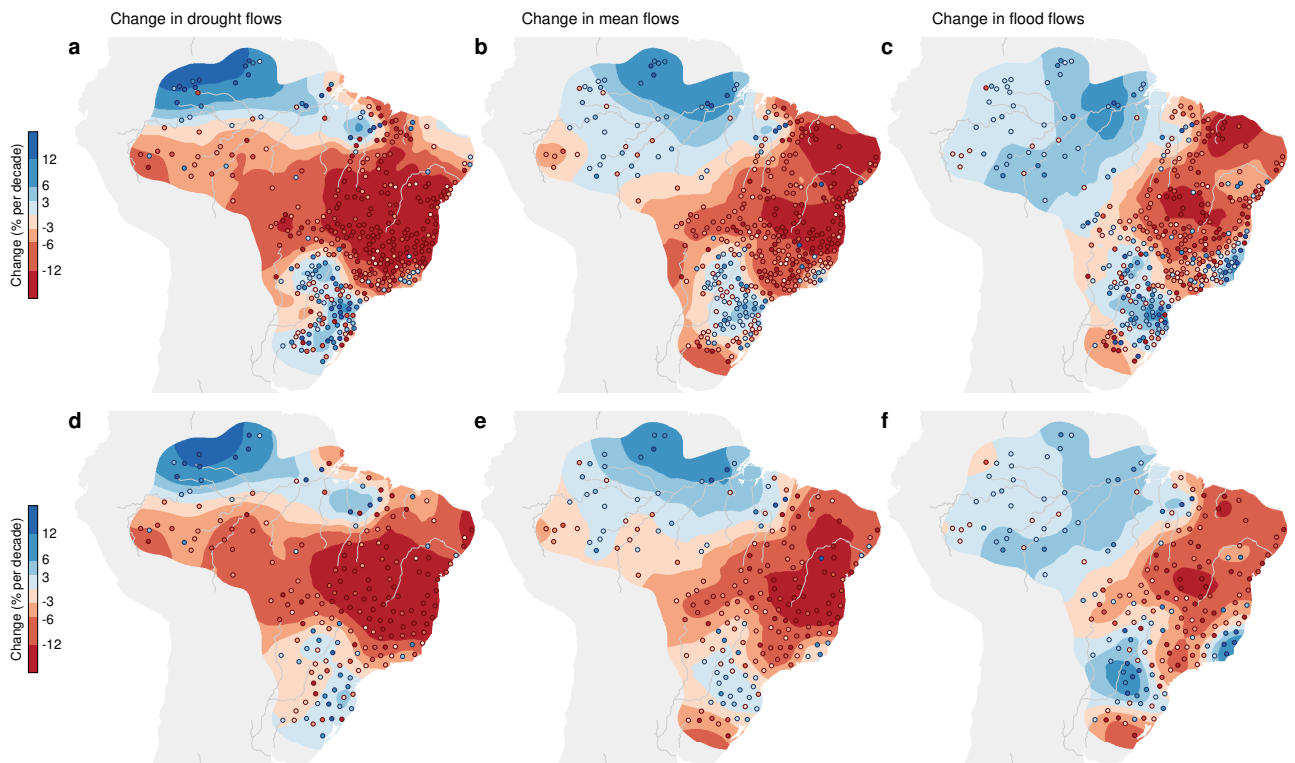 Change in drought flows
Change in mean flows
Change in flood flows
a
b
c
Change (% per decade)
12
6
3
-3
-6
-12
d
e
f
Change (% per decade)
12
6
3
-3
-6
-12